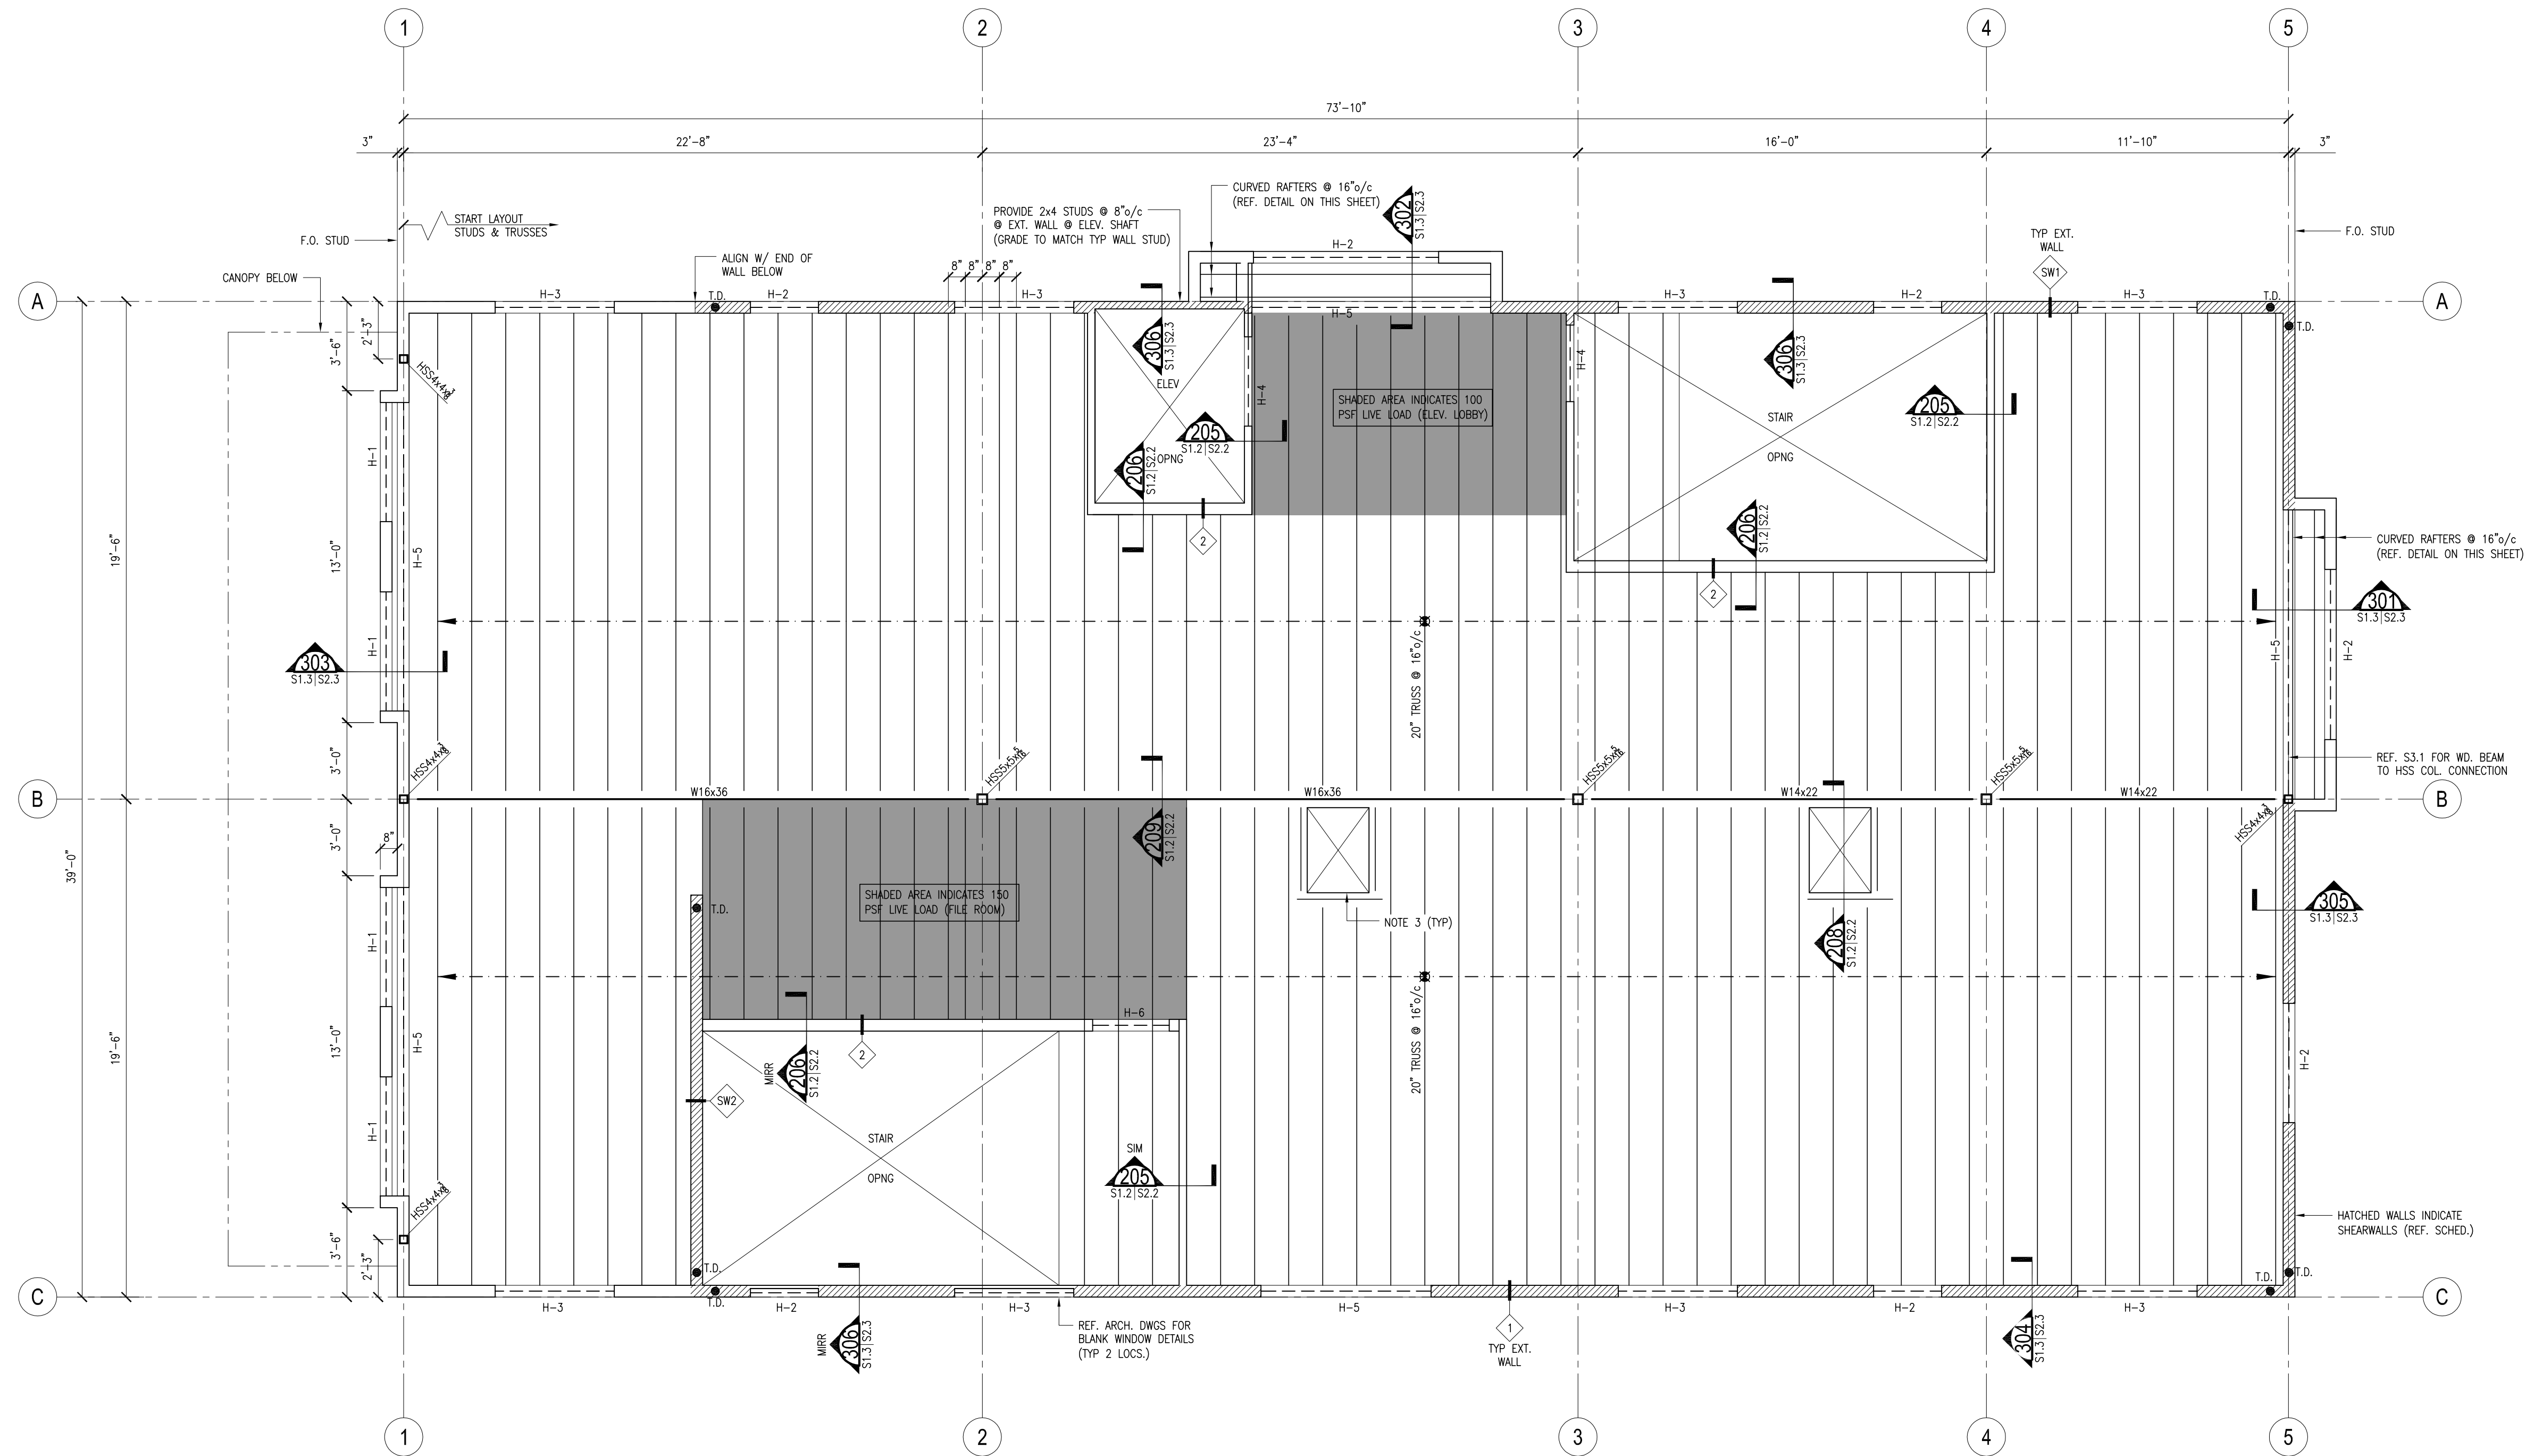 1
2
3
4
5
73'-10"
3"
22'-8"
23'-4"
16'-0"
11'-10"
3"
START LAYOUT
STUDS & TRUSSES
F.O. STUD
CANOPY BELOW
ALIGN W/ END OF
WALL BELOW
PROVIDE 2x4 STUDS @ 8"o/c
@ EXT. WALL @ ELEV. SHAFT
(GRADE TO MATCH TYP WALL STUD)
CURVED RAFTERS @ 16"o/c
(REF. DETAIL ON THIS SHEET)
302
S1.3|S2.3
H-2
TYP EXT.
WALL
SW1
F.O. STUD
8" 8" 8" 8"
A
H-3
T.D.
H-2
H-3
H-5
H-3
H-2
H-3
T.D.
T.D.
A
2'-3"
3'-6"
HSS4x4x3/8
306
S1.3|S2.3
ELEV
OPNG
H-4
205
S1.2|S2.2
206
S1.2|S2.2
2
SHADED AREA INDICATES 100
PSF LIVE LOAD (ELEV. LOBBY)
H-4
306
S1.3|S2.3
STAIR
OPNG
205
S1.2|S2.2
206
S1.2|S2.2
2
CURVED RAFTERS @ 16"o/c
(REF. DETAIL ON THIS SHEET)
301
S1.3|S2.3
H-1
H-5
13'-0"
19'-6"
H-1
303
S1.3|S2.3
20" TRUSS @ 16"o/c
H-5
H-2
3'-0"
HSS4x4x3/8
HSS5x5x5/16
HSS5x5x5/16
HSS5x5x5/16
REF. S3.1 FOR WD. BEAM
TO HSS COL. CONNECTION
B
W16x36
W16x36
W14x22
W14x22
B
HSS4x4x3/8
3'-0"
8"
39'-0"
209
S1.2|S2.2
SHADED AREA INDICATES 150
PSF LIVE LOAD (FILE ROOM)
T.D.
NOTE 3 (TYP)
208
S1.2|S2.2
305
S1.3|S2.3
H-1
H-5
13'-0"
19'-6"
H-1
20" TRUSS @ 16"o/c
H-6
2
MIRR
206
S1.2|S2.2
SW2
STAIR
OPNG
SIM
205
S1.2|S2.2
H-2
HATCHED WALLS INDICATE
SHEARWALLS (REF. SCHED.)
HSS4x4x3/8
3'-6"
2'-3"
T.D.
T.D.
T.D.
T.D.
C
H-3
H-2
H-3
H-5
H-3
H-2
H-3
C
MIRR
306
S1.3|S2.3
REF. ARCH. DWGS FOR
BLANK WINDOW DETAILS
(TYP 2 LOCS.)
1
TYP EXT.
WALL
304
S1.3|S2.3
1
2
3
4
5